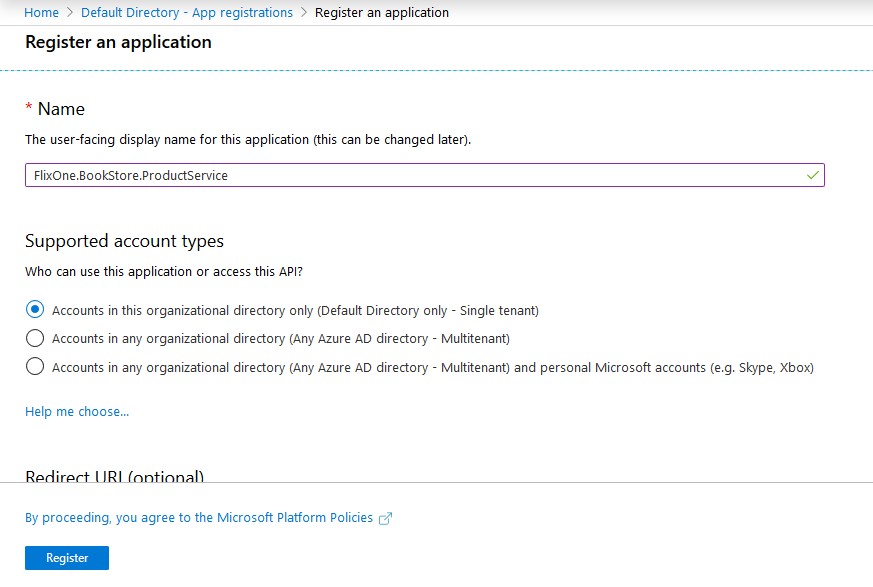 Home > Default Directory - App registrations > Register an application
Register an application
* Name
The user-facing display name for this application (this can be changed later).
FlixOne.BookStore.ProductService
Supported account types
Who can use this application or access this API?
Accounts in this organizational directory only (Default Directory only - Single tenant)
Accounts in any organizational directory (Any Azure AD directory - Multitenant)
Accounts in any organizational directory (Any Azure AD directory - Multitenant) and personal Microsoft accounts (e.g. Skype, Xbox)
Help me choose...
Redirect URI (optional)
By proceeding, you agree to the Microsoft Platform Policies
Register